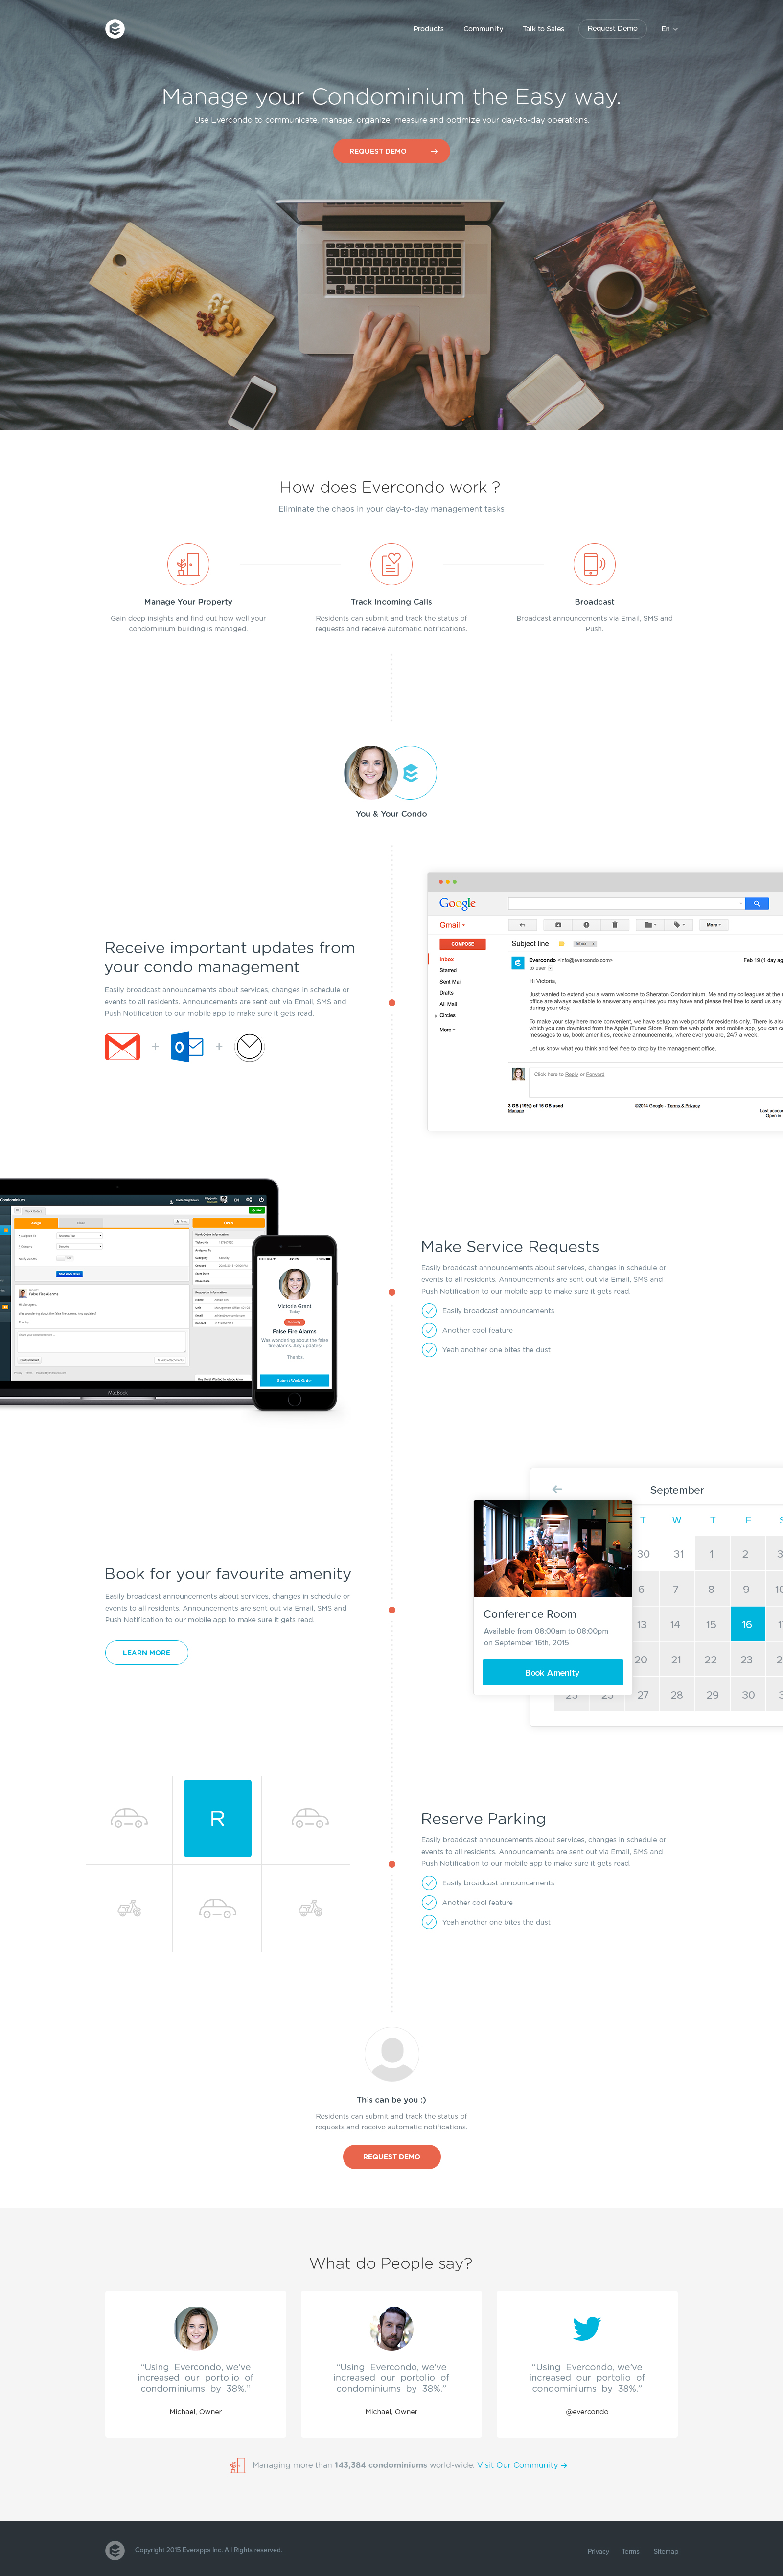 Products Community Talk to Sales Request Demo En
Manage your Condominium the Easy way.
Use Evercondo to communicate, manage, organize, measure and optimize your day-to-day operations.
REQUEST DEMO
How does Evercondo work ?
Eliminate the chaos in your day-to-day management tasks
Manage Your Property
Gain deep insights and find out how well your
condominium building is managed.
Track Incoming Calls
Residents can submit and track the status of
requests and receive automatic notifications.
Broadcast
Broadcast announcements via Email, SMS and
Push.
You & Your Condo
Receive important updates from
your condo management
Easily broadcast announcements about services, changes in schedule or
events to all residents. Announcements are sent out via Email, SMS and
Push Notification to our mobile app to make sure it gets read.
Google
Gmail
More
COMPOSE
Inbox
Starred
Sent Mail
Drafts
All Mail
Circles
More
Subject line
Inbox x
Evercondo <info@evercondo.com>
Feb 19 (1 day ag
to user
Hi Victoria,
Just wanted to extend you a warm welcome to Sheraton Condominium. Me and my colleagues at the
offices are always available to answer any enquiries you may have and please feel free to send us any
during your stay.
To make your stay here more convenient, we have setup an web portal for residents only. There is also
which you can download from the Apple iTunes Store. From the web portal and mobile app, you can
messages to us, book amenities, receive important announcements, where ever you are, 24/7 a week.
Let us know what you think and feel free to drop by the management office.
Click here to Reply or Forward
3 GB (19%) of 15 GB used
Manage
©2014 Google - Terms & Privacy
Last accou
Open in
Make Service Requests
Easily broadcast announcements about services, changes in schedule or
events to all residents. Announcements are sent out via Email, SMS and
Push Notification to our mobile app to make sure it gets read.
Easily broadcast announcements
Another cool feature
Yeah another one bites the dust
False Fire Alarms
MacBook
Victoria Grant
Today
False Fire Alarms
Was wondering about the false
fire alarms. Any updates?
Thanks.
Submit Work Order
Book for your favourite amenity
Easily broadcast announcements about services, changes in schedule or
events to all residents. Announcements are sent out via Email, SMS and
Push Notification to our mobile app to make sure it gets read.
LEARN MORE
September
T W T F S
30 31 1 2 3
6 7 8 9 10
13 14 15 16
20 21 22 23
27 28 29 30
Conference Room
Available from 08:00am to 08:00pm
on September 16th, 2015
Book Amenity
R
Reserve Parking
Easily broadcast announcements about services, changes in schedule or
events to all residents. Announcements are sent out via Email, SMS and
Push Notification to our mobile app to make sure it gets read.
Easily broadcast announcements
Another cool feature
Yeah another one bites the dust
This can be you :)
Residents can submit and track the status of
requests and receive automatic notifications.
REQUEST DEMO
What do People say?
"Using Evercondo, we've
increased our portolio of
condominiums by 38%."
Michael, Owner
"Using Evercondo, we've
increased our portolio of
condominiums by 38%."
Michael, Owner
"Using Evercondo, we've
increased our portolio of
condominiums by 38%."
@evercondo
Managing more than 143,384 condominiums world-wide. Visit Our Community →
Copyright 2015 Everapps Inc. All Rights reserved.
Privacy Terms Sitemap